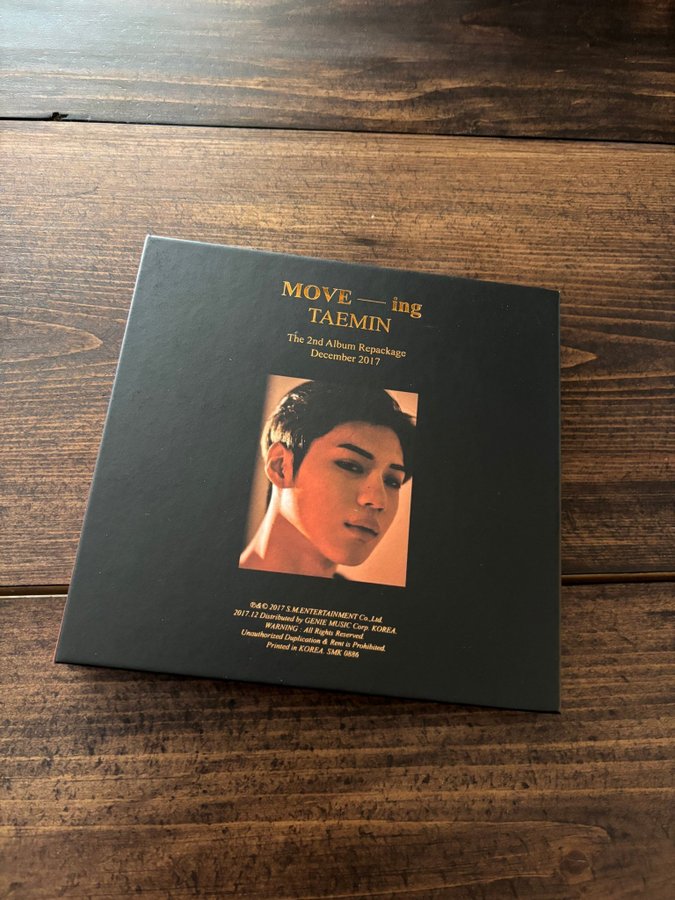 MOVE — ing
TAEMIN
The 2nd Album Repackage
December 2017
℗&© 2017 S.M.ENTERTAINMENT Co.,Ltd.
2017.12 Distributed by GENIE MUSIC Corp. KOREA.
WARNING : All Rights Reserved.
Unauthorized Duplication & Rent is Prohibited.
Printed in KOREA. SMK 0886